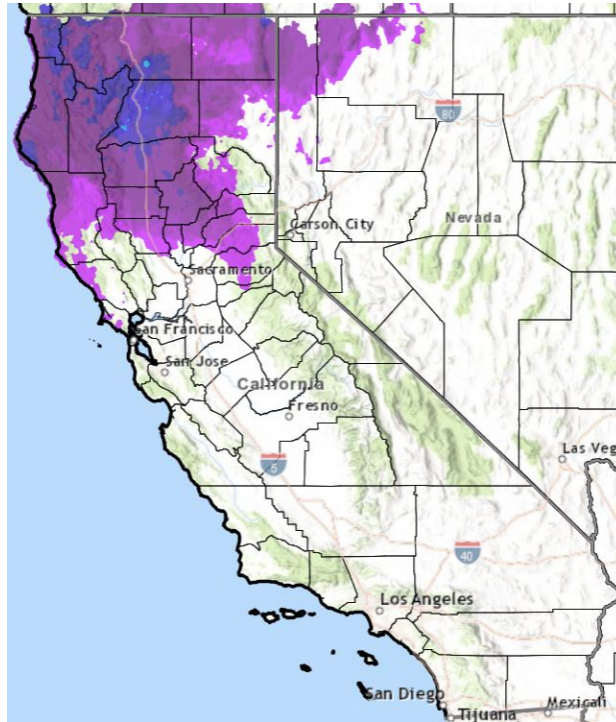 80
Nevada
Carson City
Sacramento
San Francisco
San Jose
California
Fresno
Las Veg
5
40
Los Angeles
San Diego
Tijuana
Mexicali